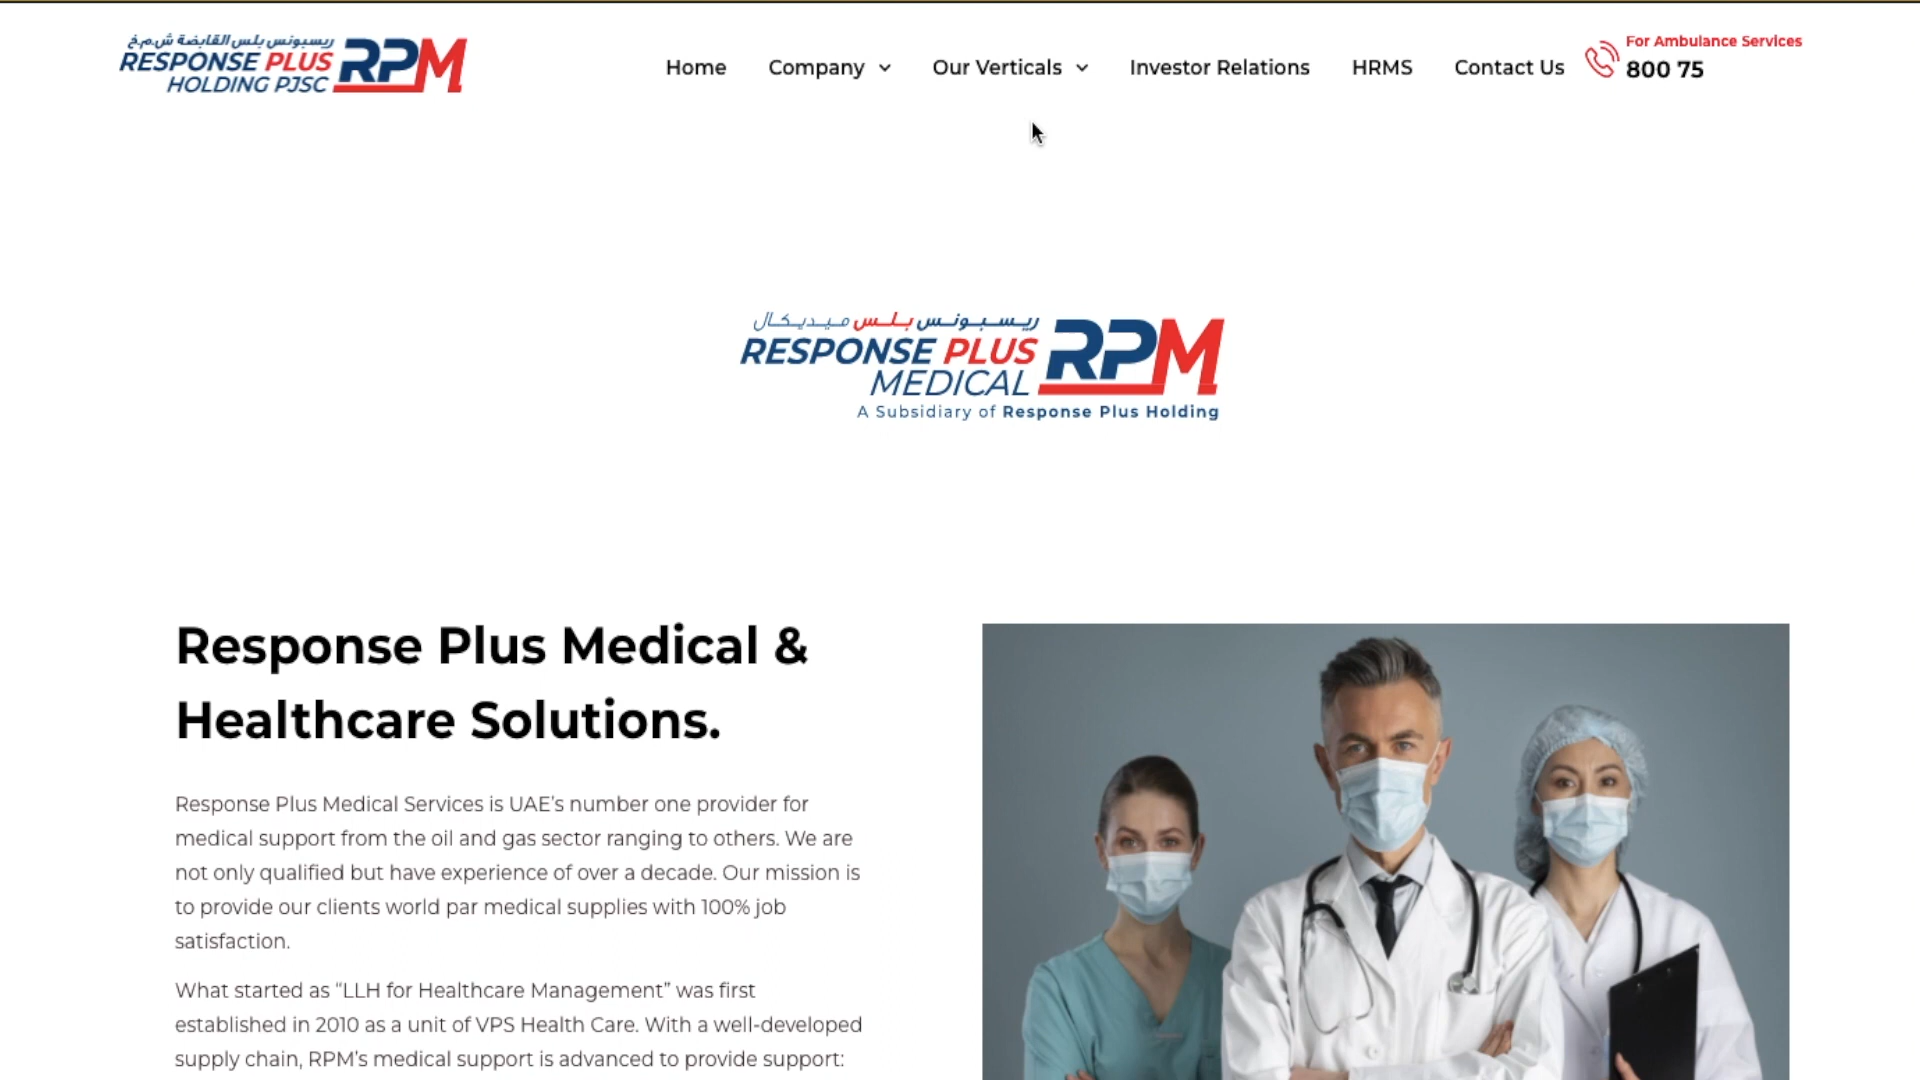 ريسبونس بلس القابضة ش.م.خ
RESPONSE PLUS
HOLDING PJSC
RPM
Home
Company
Our Verticals
Investor Relations
HRMS
Contact Us
For Ambulance Services
800 75
ريسبونس بلس ميديكال
RESPONSE PLUS
MEDICAL
RPM
A Subsidiary of Response Plus Holding
Response Plus Medical &
Healthcare Solutions.
Response Plus Medical Services is UAE’s number one provider for
medical support from the oil and gas sector ranging to others. We are
not only qualified but have experience of over a decade. Our mission is
to provide our clients world par medical supplies with 100% job
satisfaction.
What started as “LLH for Healthcare Management” was first
established in 2010 as a unit of VPS Health Care. With a well-developed
supply chain, RPM’s medical support is advanced to provide support: